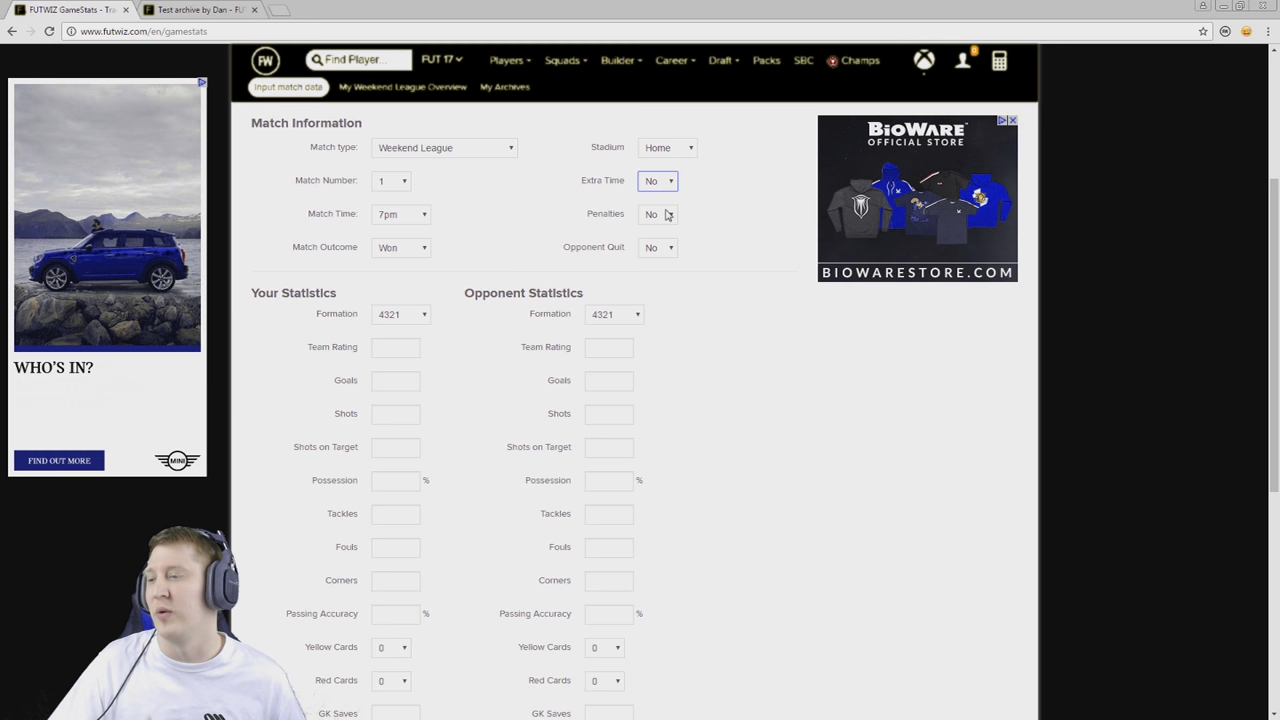 FUTWIZ GameStats - Tra
Test archive by Dan - FU
www.futwiz.com/en/gamestats
FW
Find Player...
FUT 17
Players
Squads
Builder
Career
Draft
Packs
SBC
Champs
Input match data
My Weekend League Overview
My Archives
Match Information
Match type: Weekend League
Stadium Home
Match Number: 1
Extra Time No
Match Time: 7pm
Penalties No
Match Outcome Won
Opponent Quit No
Your Statistics
Opponent Statistics
Formation 4321
Formation 4321
Team Rating
Team Rating
Goals
Goals
Shots
Shots
Shots on Target
Shots on Target
Possession %
Possession %
Tackles
Tackles
Fouls
Fouls
Corners
Corners
Passing Accuracy %
Passing Accuracy %
Yellow Cards 0
Yellow Cards 0
Red Cards 0
Red Cards 0
GK Saves
GK Saves
WHO'S IN?
FIND OUT MORE
MINI
BIOWARE
OFFICIAL STORE
BIOWARESTORE.COM